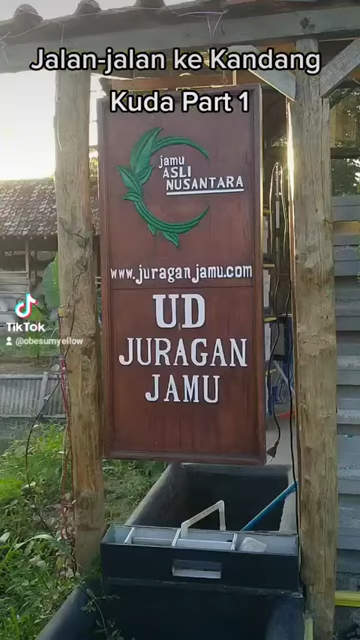 Jalan-jalan ke Kandang
Kuda Part 1
jamu
ASLI
NUSANTARA
www.juraganjamu.com
UD
JURAGAN
JAMU
TikTok
@obesumyellow